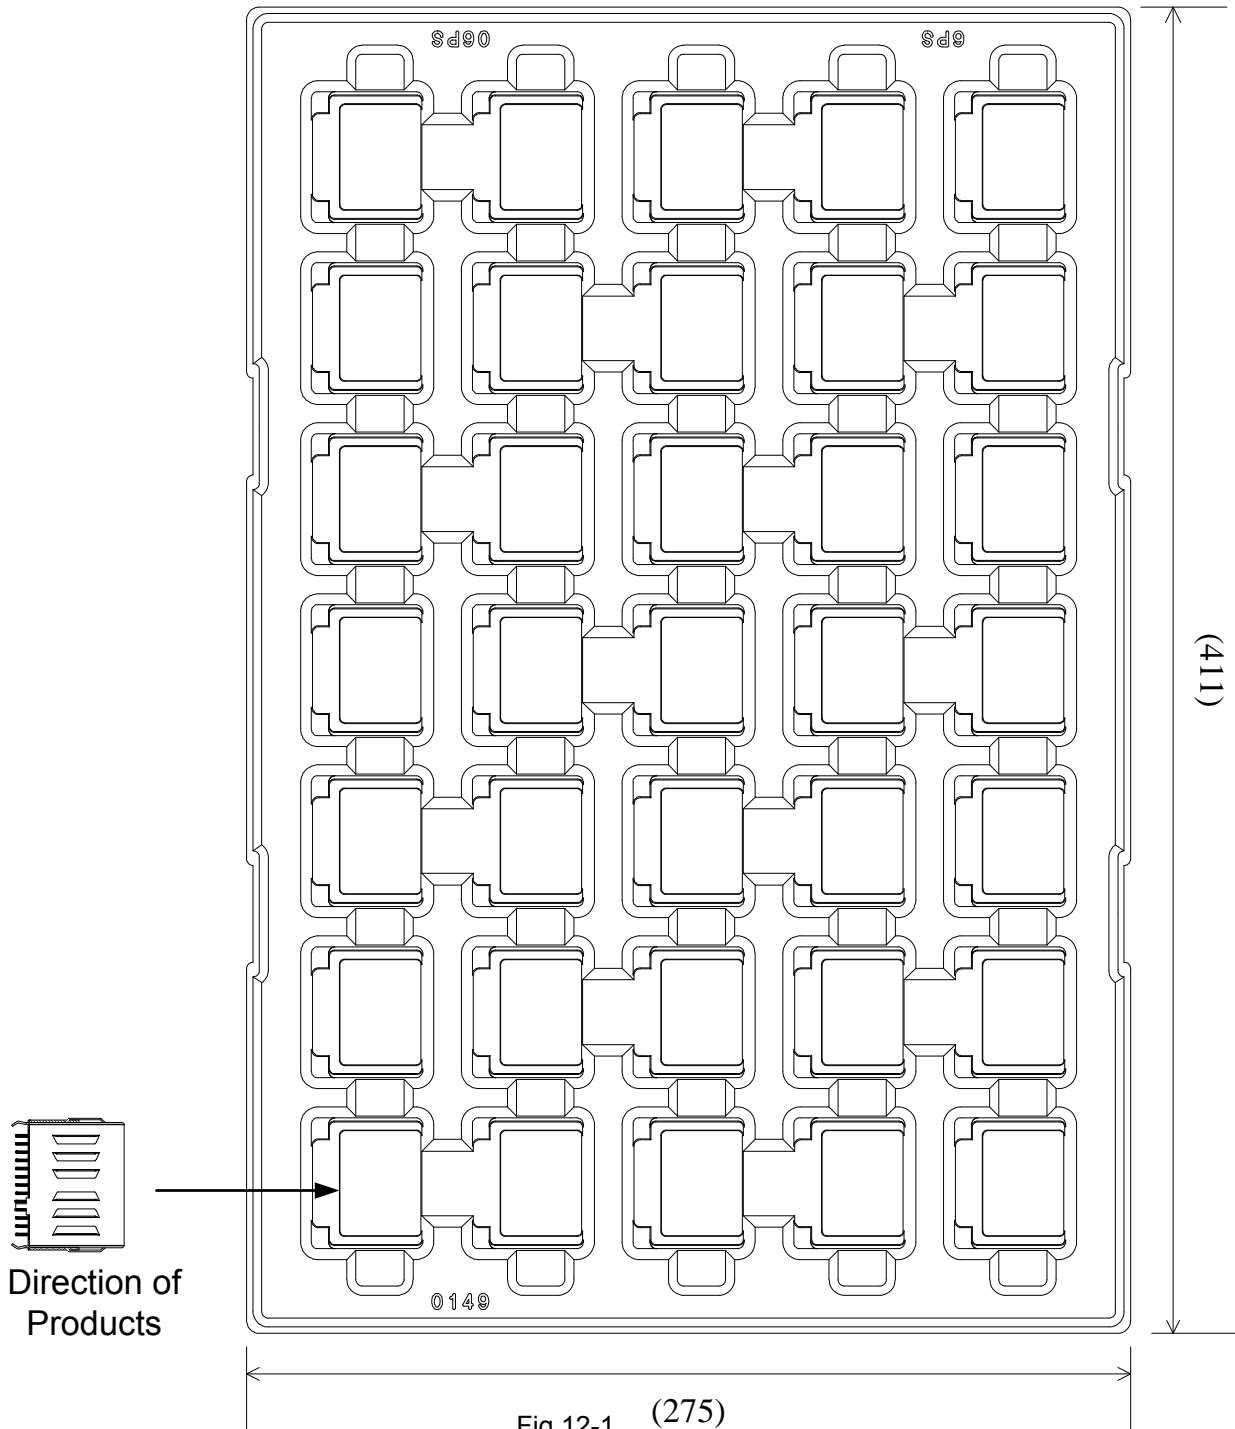 06PS
6PS
(411)
Direction of
Products
0149
(275)
Fig.12-1